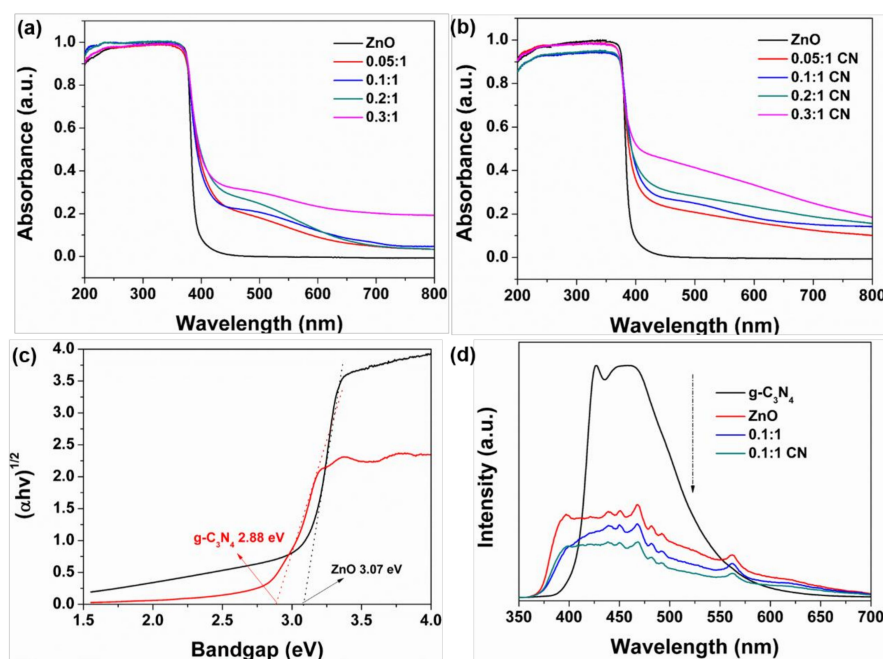 (a)
ZnO
0.05:1
0.1:1
0.2:1
0.3:1
Absorbance (a.u.)
1.0
0.8
0.6
0.4
0.2
0.0
200 300 400 500 600 700 800
Wavelength (nm)
(b)
ZnO
0.05:1 CN
0.1:1 CN
0.2:1 CN
0.3:1 CN
Absorbance (a.u.)
1.0
0.8
0.6
0.4
0.2
0.0
200 300 400 500 600 700 800
Wavelength (nm)
(c)
(αhv)1/2
4.0
3.5
3.0
2.5
2.0
1.5
1.0
0.5
0.0
g-C3N4 2.88 eV
ZnO 3.07 eV
2.0 2.5 3.0 3.5 4.0
Bandgap (eV)
(d)
g-C3N4
ZnO
0.1:1
0.1:1 CN
Intensity (a.u.)
350 400 450 500 550 600 650 700
Wavelength (nm)